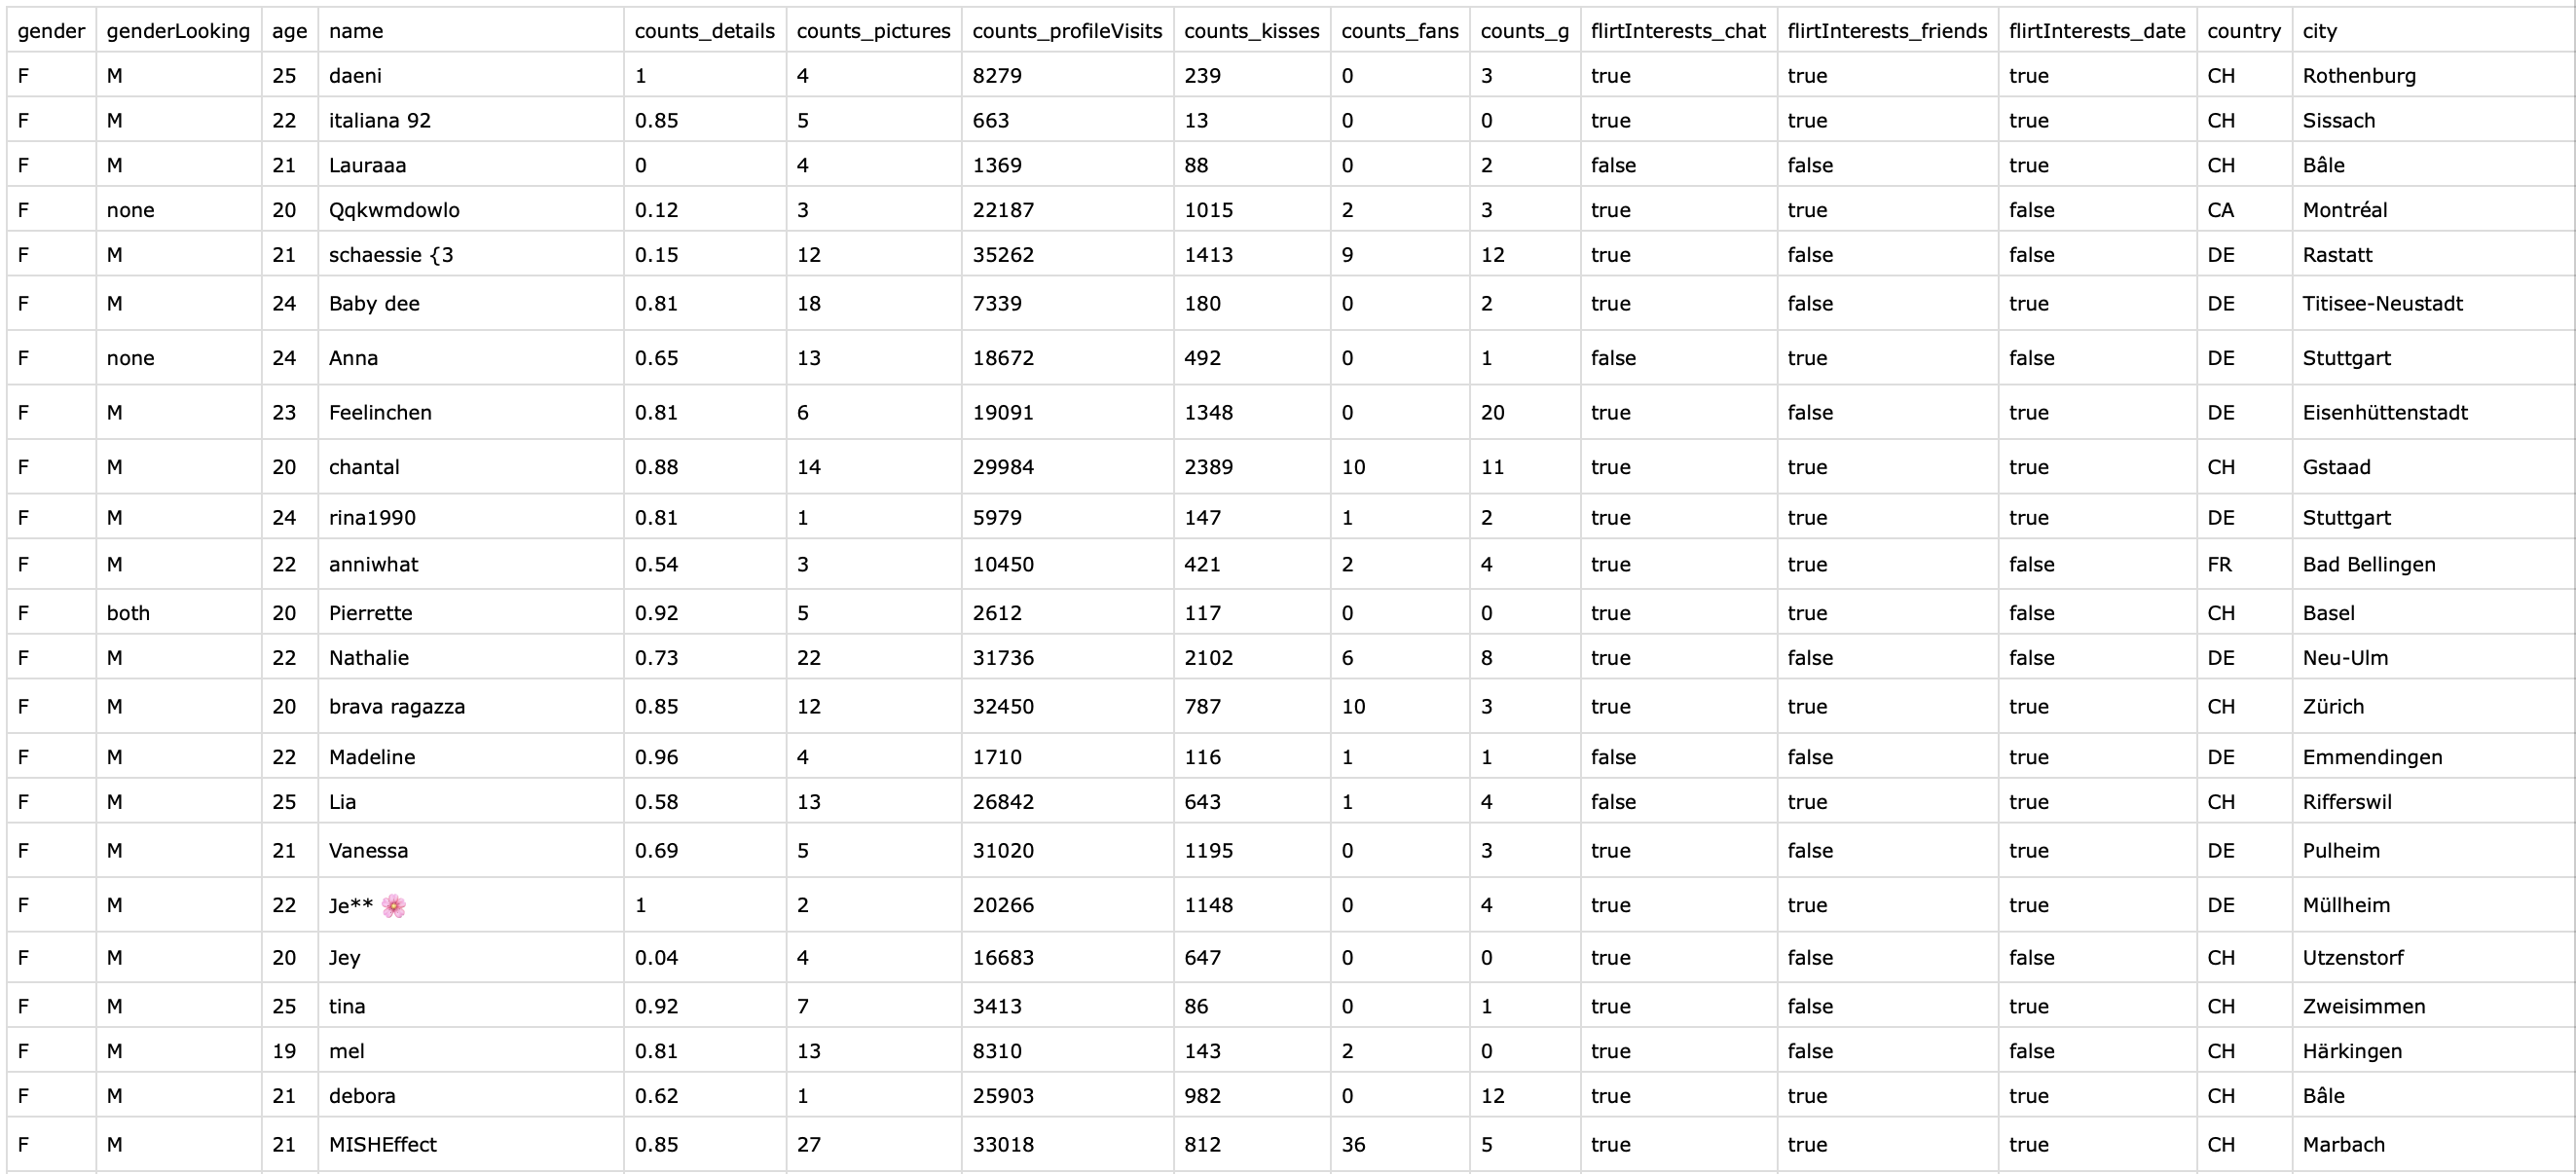 gender genderLooking age name counts_details counts_pictures counts_profileVisits counts_kisses counts_fans counts_g flirtInterests_chat flirtInterests_friends flirtInterests_date country city
F M 25 daeni 1 4 8279 239 0 3 true true true CH Rothenburg
F M 22 italiana 92 0.85 5 663 13 0 0 true true true CH Sissach
F M 21 Lauraaa 0 4 1369 88 0 2 false false true CH Bâle
F none 20 Qqkwmdowlo 0.12 3 22187 1015 2 3 true true false CA Montréal
F M 21 schaessie {3 0.15 12 35262 1413 9 12 true false false DE Rastatt
F M 24 Baby dee 0.81 18 7339 180 0 2 true false true DE Titisee-Neustadt
F none 24 Anna 0.65 13 18672 492 0 1 false true false DE Stuttgart
F M 23 Feelinchen 0.81 6 19091 1348 0 20 true false true DE Eisenhüttenstadt
F M 20 chantal 0.88 14 29984 2389 10 11 true true true CH Gstaad
F M 24 rina1990 0.81 1 5979 147 1 2 true true true DE Stuttgart
F M 22 anniwhat 0.54 3 10450 421 2 4 true true false FR Bad Bellingen
F both 20 Pierrette 0.92 5 2612 117 0 0 true true false CH Basel
F M 22 Nathalie 0.73 22 31736 2102 6 8 true false false DE Neu-Ulm
F M 20 brava ragazza 0.85 12 32450 787 10 3 true true true CH Zürich
F M 22 Madeline 0.96 4 1710 116 1 1 false false true DE Emmendingen
F M 25 Lia 0.58 13 26842 643 1 4 false true true CH Rifferswil
F M 21 Vanessa 0.69 5 31020 1195 0 3 true false true DE Pulheim
F M 22 Je** 🌸 1 2 20266 1148 0 4 true true true DE Müllheim
F M 20 Jey 0.04 4 16683 647 0 0 true false false CH Utzenstorf
F M 25 tina 0.92 7 3413 86 0 1 true false true CH Zweisimmen
F M 19 mel 0.81 13 8310 143 2 0 true false false CH Härkingen
F M 21 debora 0.62 1 25903 982 0 12 true true true CH Bâle
F M 21 MISHEffect 0.85 27 33018 812 36 5 true true true CH Marbach